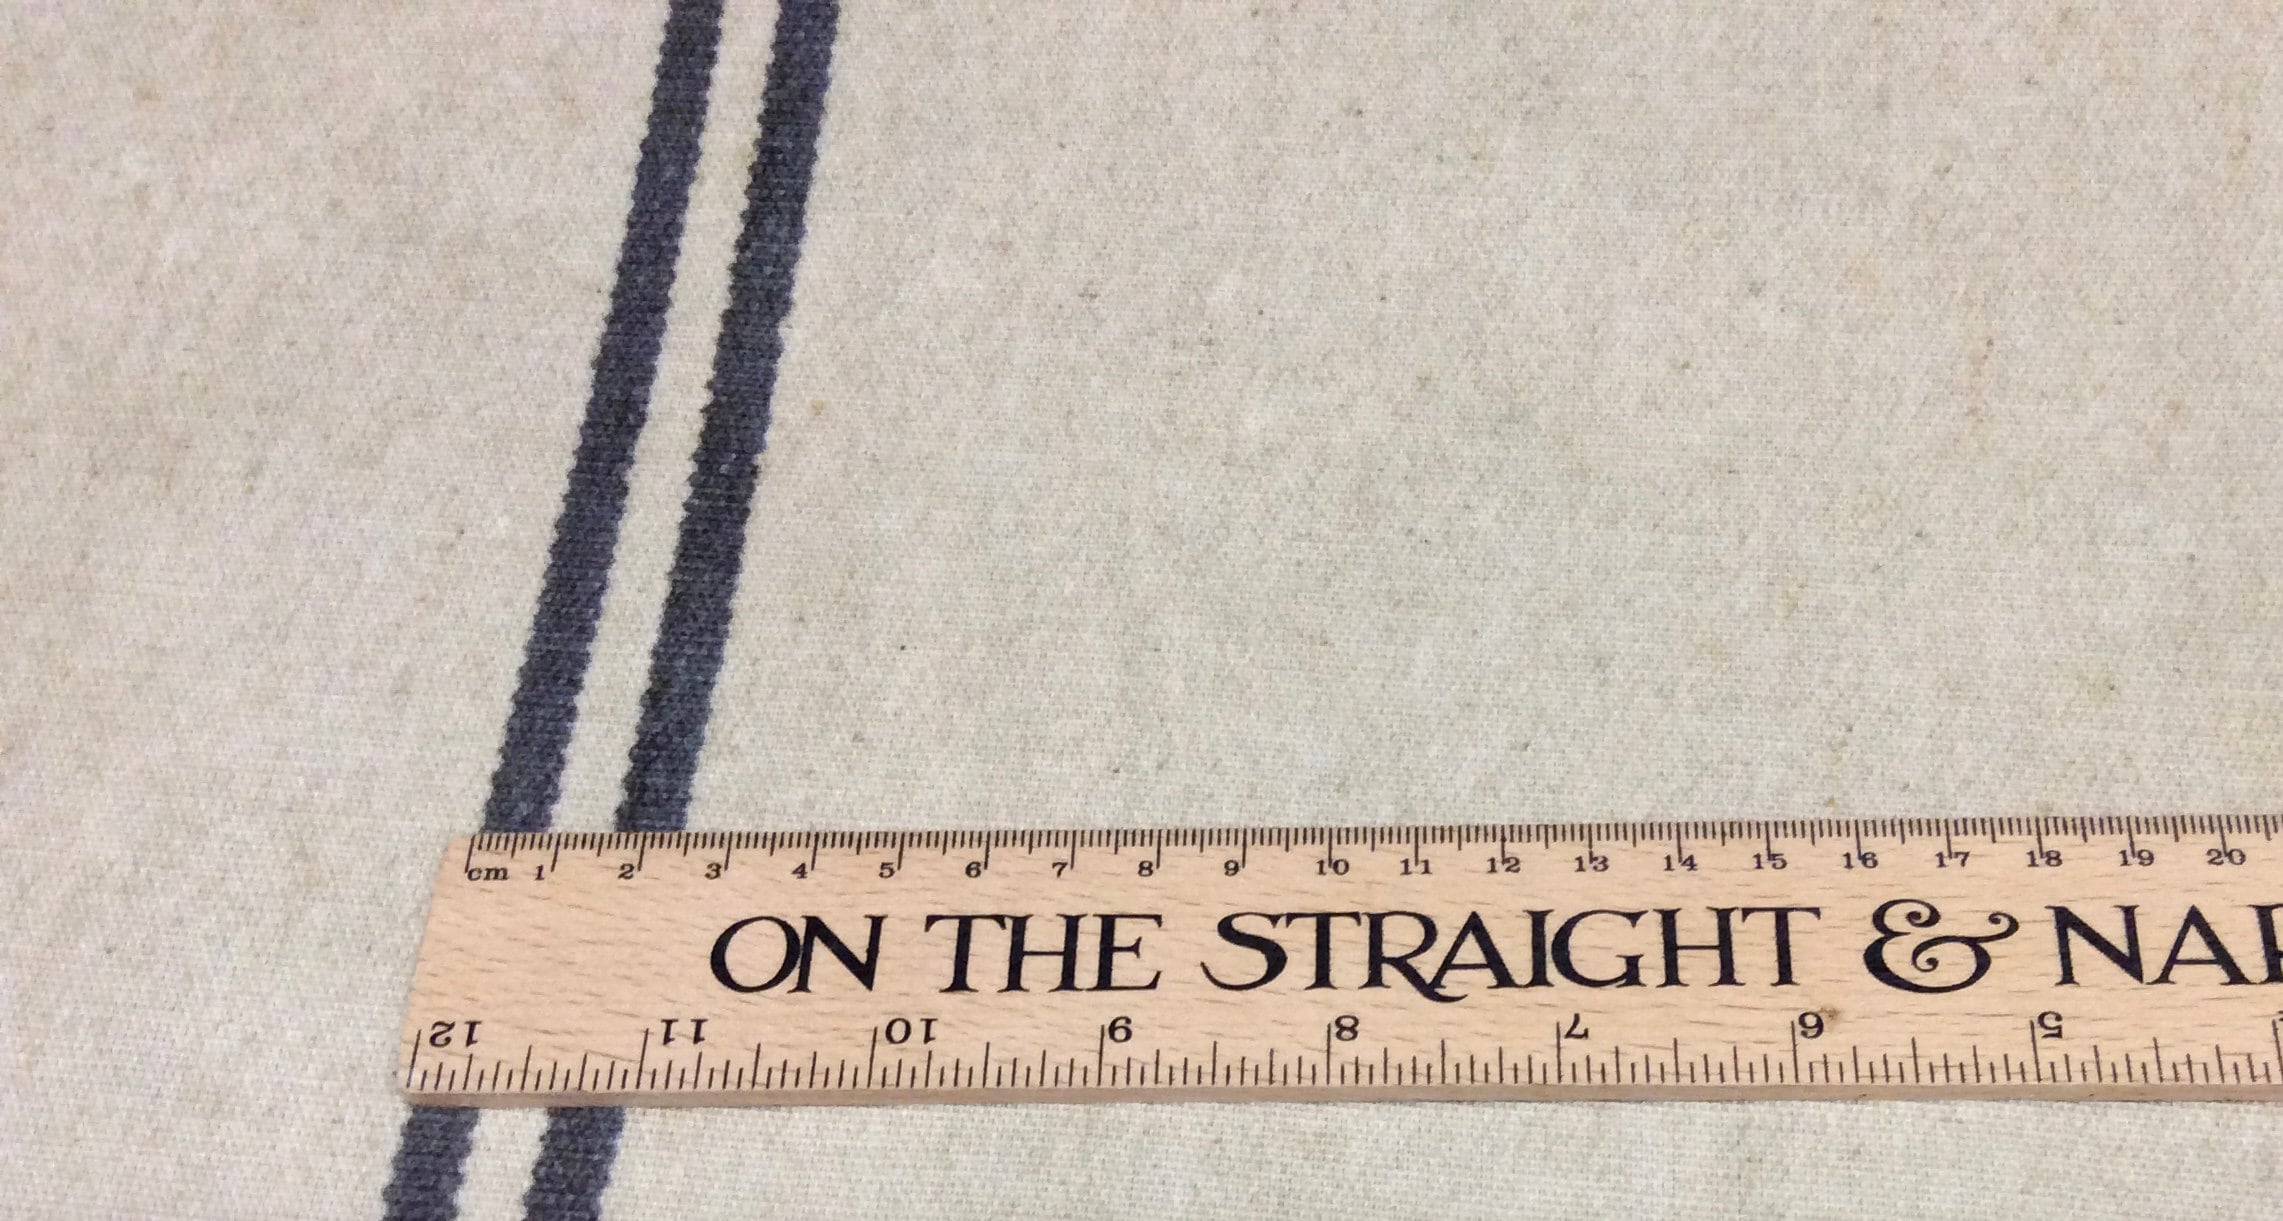 cm 1 2 3 4 5 6 7 8 9 10 11 12 13 14 15 16 17 18 19 20
ON THE STRAIGHT & NAR
12 11 10 9 8 7 6 5